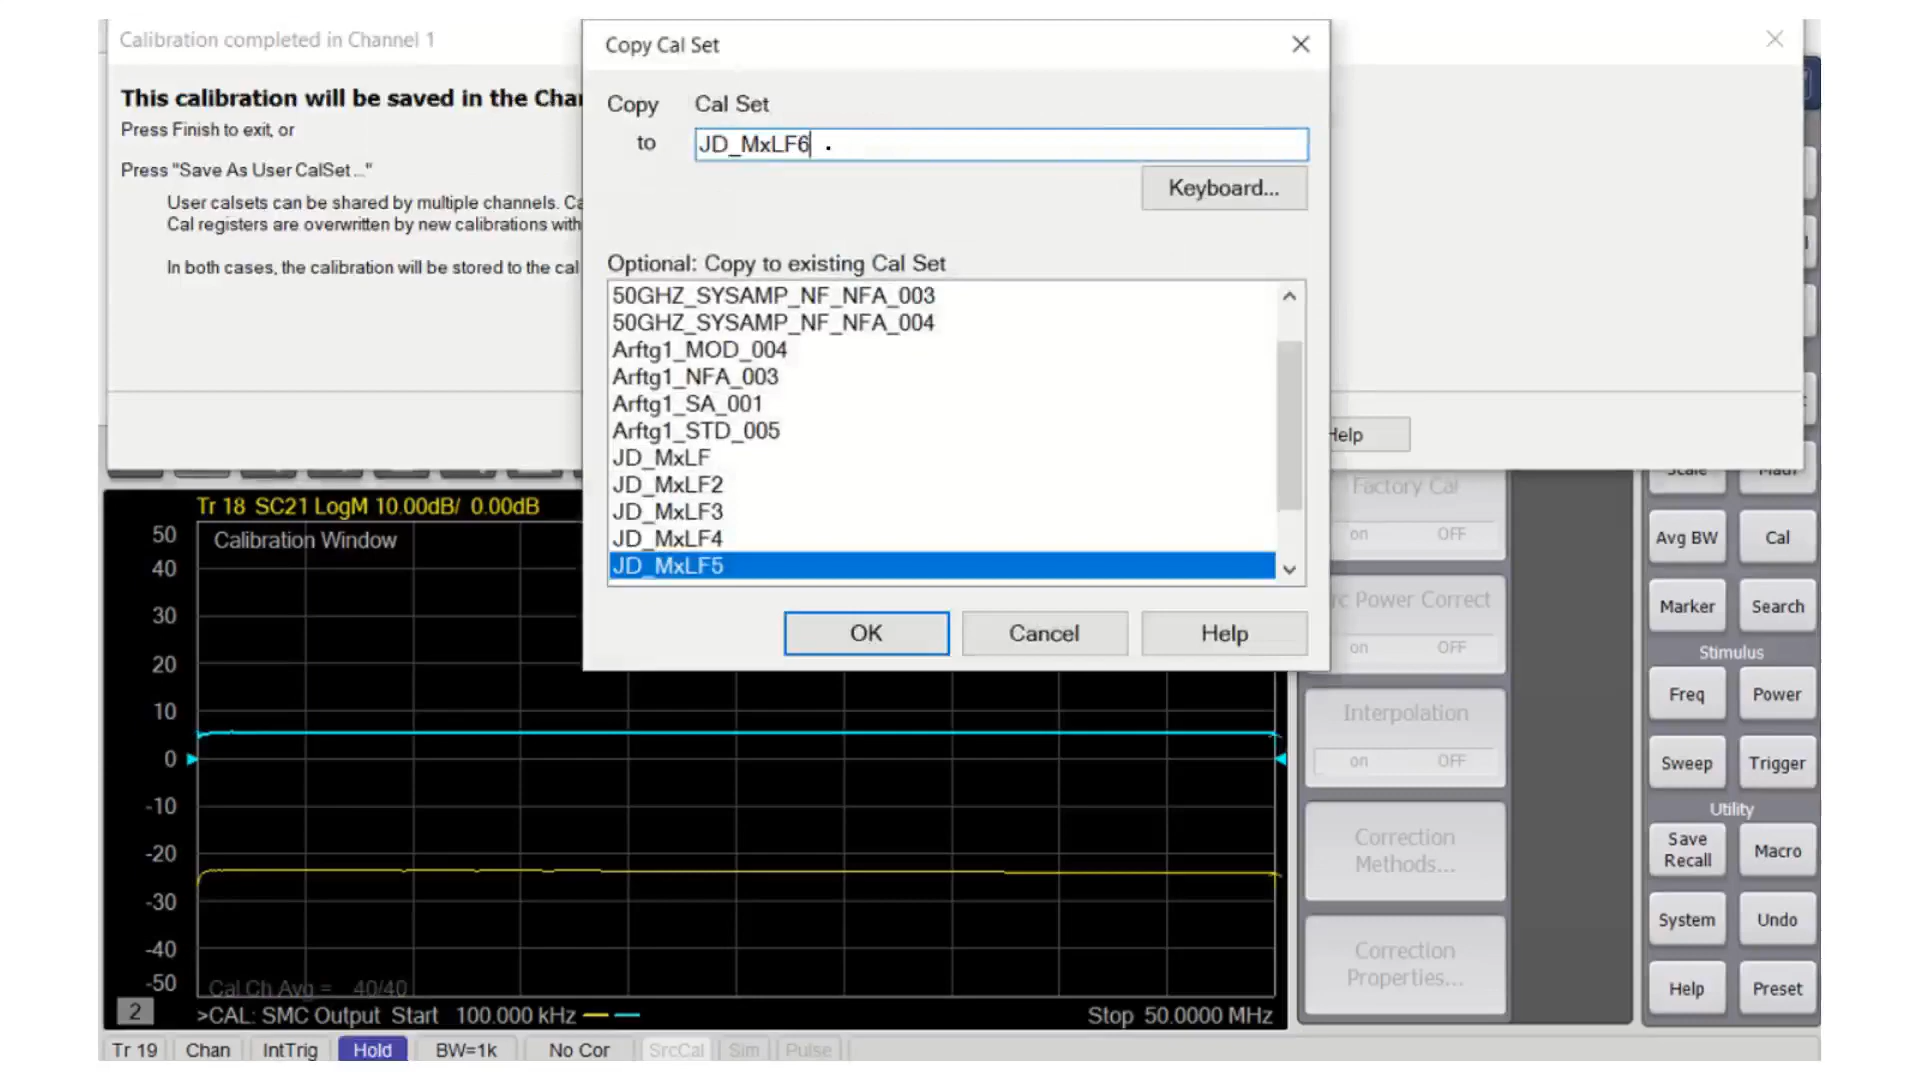 Calibration completed in Channel 1
This calibration will be saved in the
Press Finish to exit, or
Press "Save As User CalSet..."
User calsets can be shared by multiple channels.
Cal registers are overwritten by new calibrations with
In both cases, the calibration will be stored to the cal
Copy Cal Set
Copy Cal Set
to JD_MxLF6
Keyboard...
Optional: Copy to existing Cal Set
50GHZ_SYSAMP_NF_NFA_003
50GHZ_SYSAMP_NF_NFA_004
Arftg1_MOD_004
Arftg1_NFA_003
Arftg1_SA_001
Arftg1_STD_005
JD_MxLF
JD_MxLF2
JD_MxLF3
JD_MxLF4
JD_MxLF5
OK Cancel Help
Help
Tr 18 SC21 LogM 10.00dB/ 0.00dB
Calibration Window
50
40
30
20
10
0
-10
-20
-30
-40
-50
Cal Ch Avg = 40/40
2
>CAL: SMC Output Start 100.000 kHz
Stop 50.0000 MHz
Tr 19 Chan IntTrig Hold BW=1k No Cor SrcCal Sim Pulse
Factory Cal
on OFF
Power Correct
on OFF
Interpolation
on OFF
Correction
Methods...
Correction
Properties...
Scale Math
Avg BW Cal
Marker Search
Stimulus
Freq Power
Sweep Trigger
Utility
Save
Recall
Macro
System Undo
Help Preset